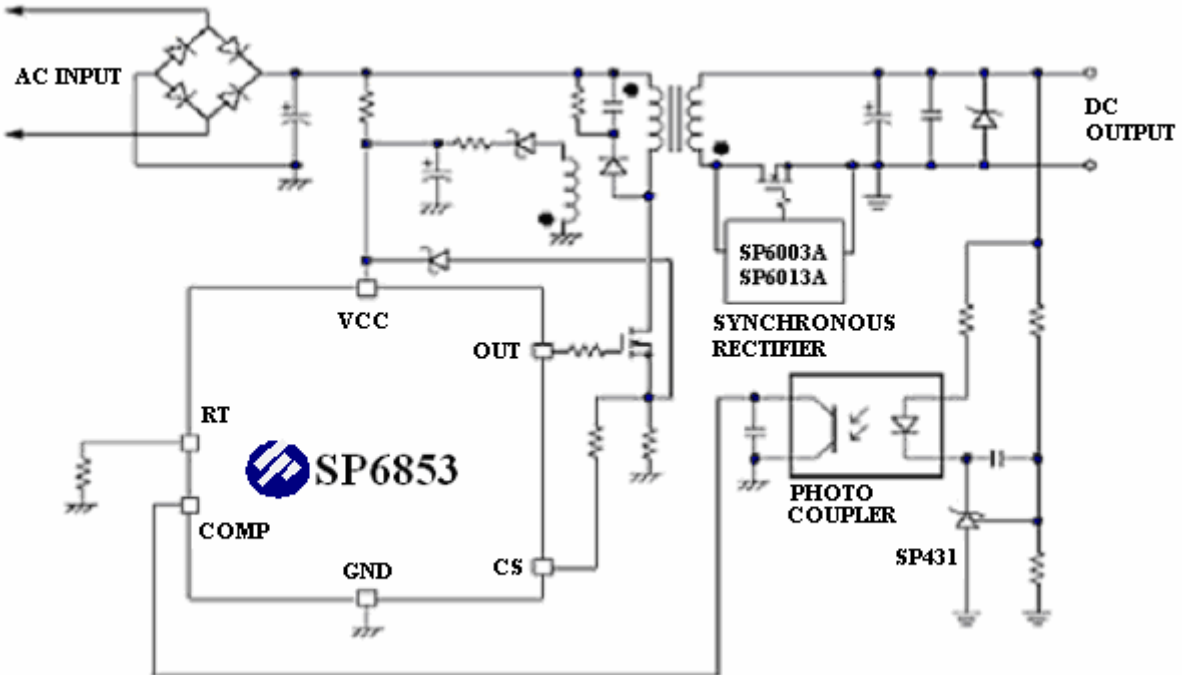 AC INPUT
DC
OUTPUT
SP6003A
SP6013A
SYNCHRONOUS
RECTIFIER
VCC
OUT
RT
SP6853
COMP
GND
CS
PHOTO
COUPLER
SP431